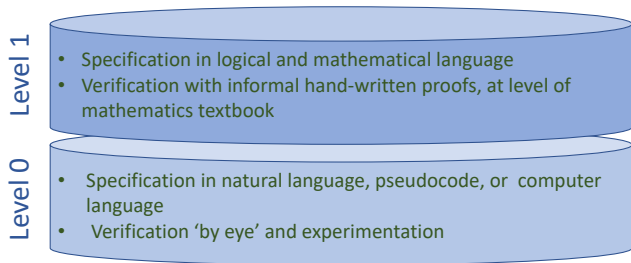 Level 1
• Specification in logical and mathematical language
• Verification with informal hand-written proofs, at level of
mathematics textbook
Level 0
• Specification in natural language, pseudocode, or computer
language
• Verification ‘by eye’ and experimentation